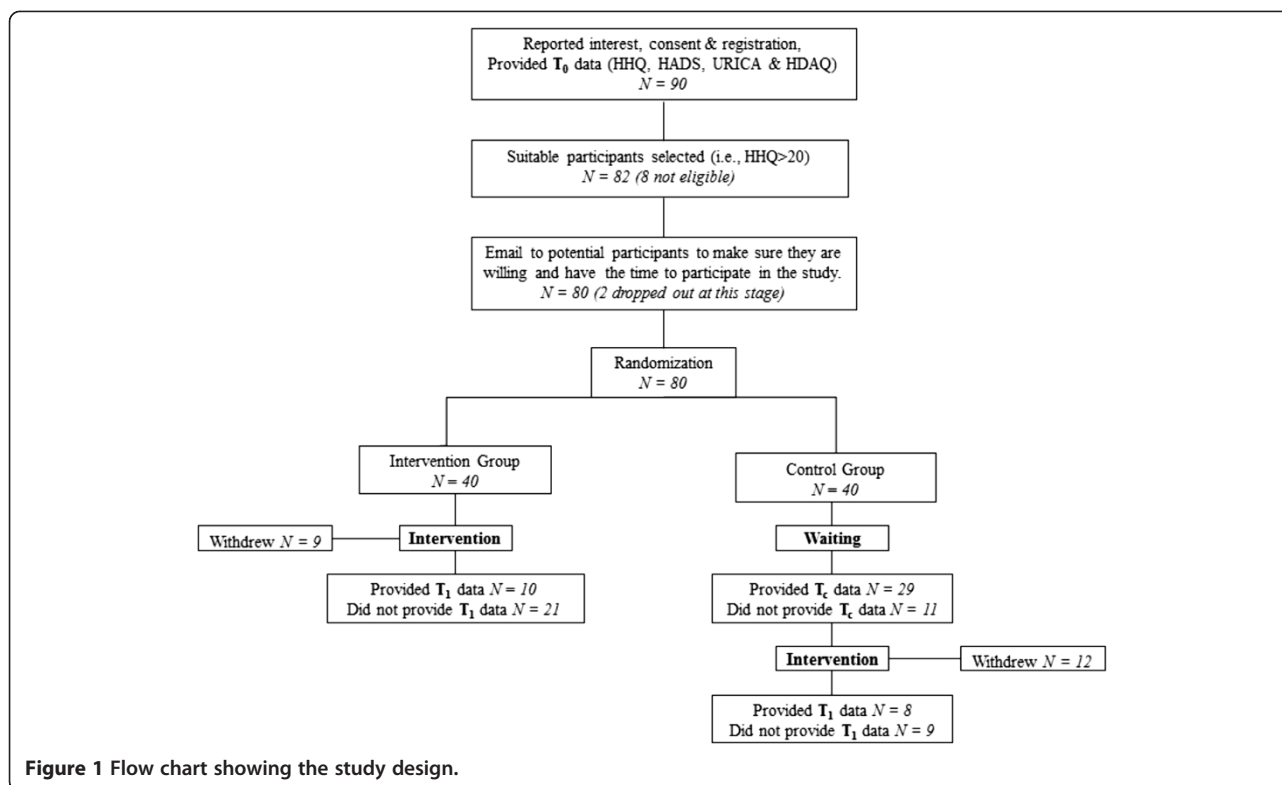 Reported interest, consent & registration,
Provided T₀ data (HHQ, HADS, URICA & HDAQ)
N = 90
Suitable participants selected (i.e., HHQ>20)
N = 82 (8 not eligible)
Email to potential participants to make sure they are
willing and have the time to participate in the study.
N = 80 (2 dropped out at this stage)
Randomization
N = 80
Intervention Group
N = 40
Control Group
N = 40
Withdrew N = 9
Intervention
Waiting
Provided T₁ data N = 10
Did not provide T₁ data N = 21
Provided Tc data N = 29
Did not provide Tc data N = 11
Intervention
Withdrew N = 12
Provided T₁ data N = 8
Did not provide T₁ data N = 9
Figure 1 Flow chart showing the study design.